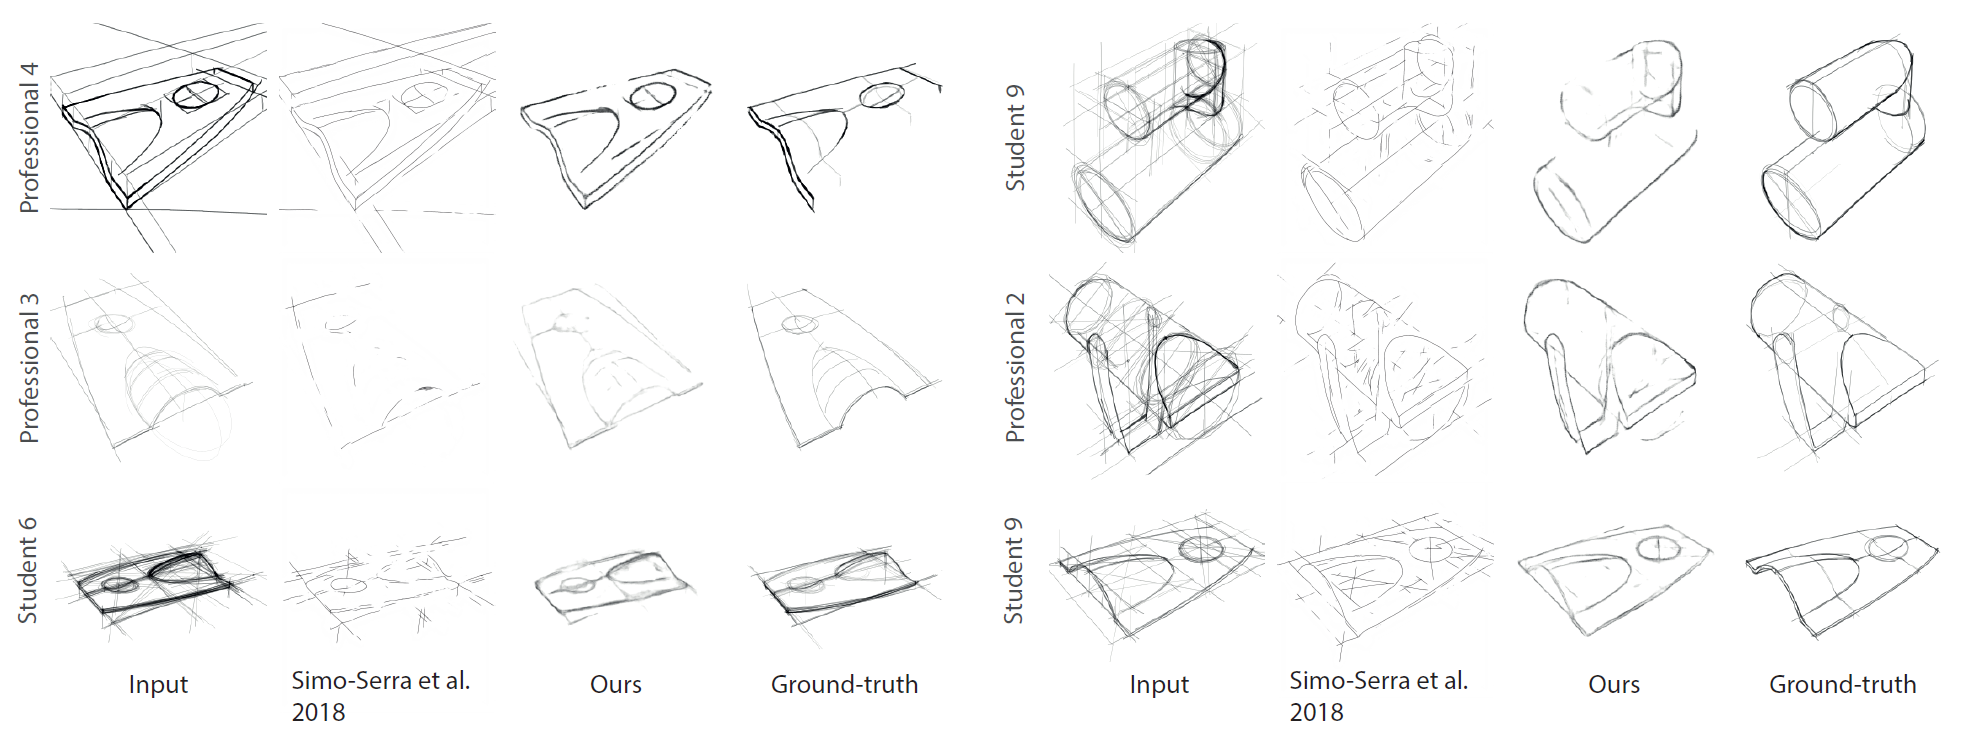 Professional 4
Student 9
Professional 3
Professional 2
Student 6
Student 9
Input
Simo-Serra et al.
2018
Ours
Ground-truth
Input
Simo-Serra et al.
2018
Ours
Ground-truth